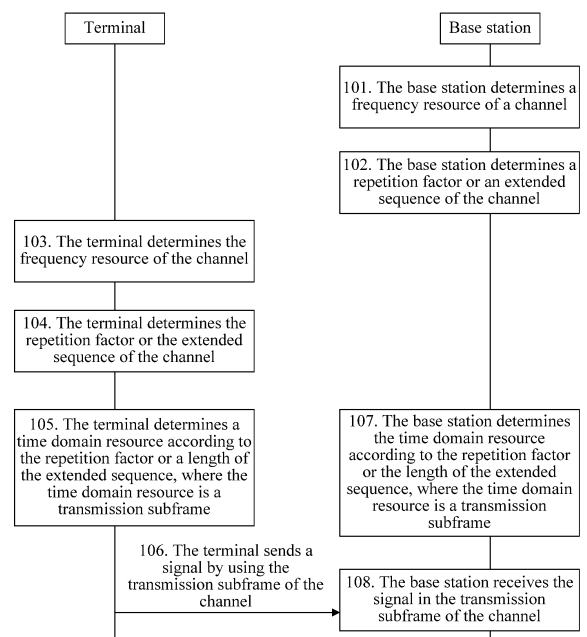 Terminal
Base station
101. The base station determines a
frequency resource of a channel
102. The base station determines a
repetition factor or an extended
sequence of the channel
103. The terminal determines the
frequency resource of the channel
104. The terminal determines the
repetition factor or the extended
sequence of the channel
105. The terminal determines a
time domain resource according to
the repetition factor or a length of
the extended sequence, where the
time domain resource is a
transmission subframe
107. The base station determines
the time domain resource
according to the repetition factor
or the length of the extended
sequence, where the time domain
resource is a transmission
subframe
106. The terminal sends a
signal by using the
transmission subframe of the
channel
108. The base station receives the
signal in the transmission
subframe of the channel